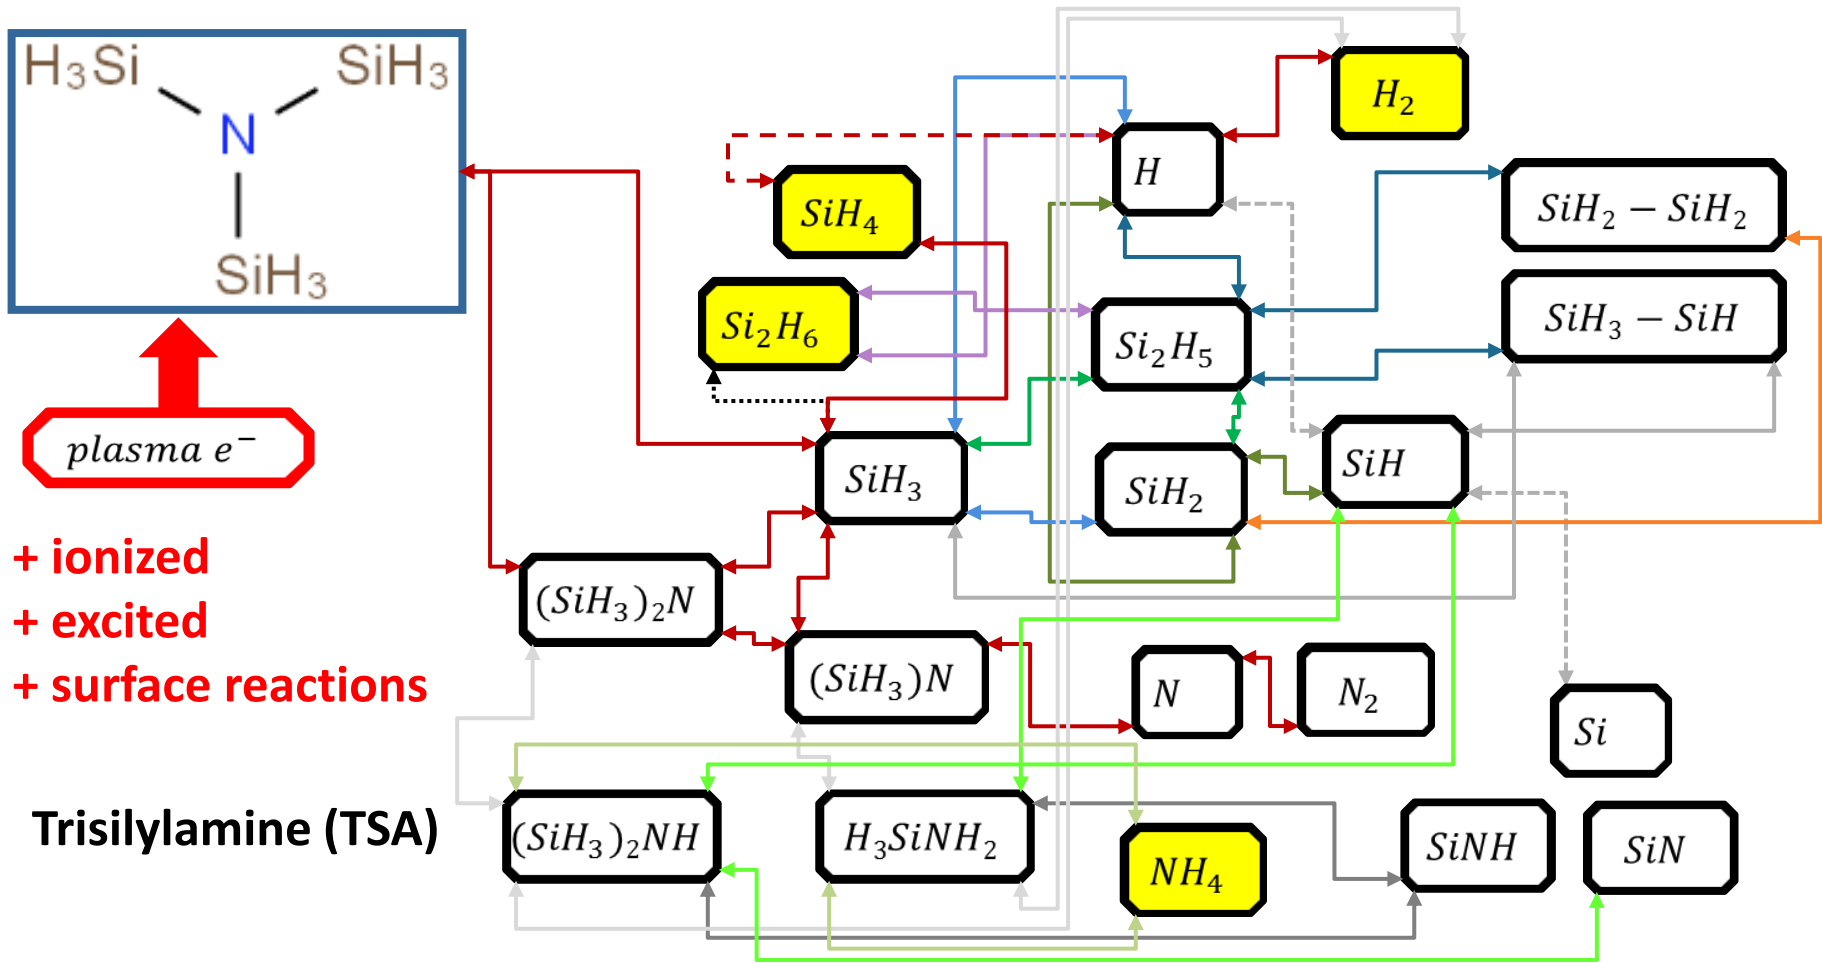 H₃Si SiH₃
N
SiH₃
plasma e⁻
+ ionized
+ excited
+ surface reactions
Trisilylamine (TSA)
H₂
H
SiH₄
SiH₂ − SiH₂
Si₂H₆
Si₂H₅
SiH₃ − SiH
SiH₃
SiH₂
SiH
(SiH₃)₂N
(SiH₃)N
N
N₂
Si
(SiH₃)₂NH
H₃SiNH₂
NH₄
SiNH
SiN